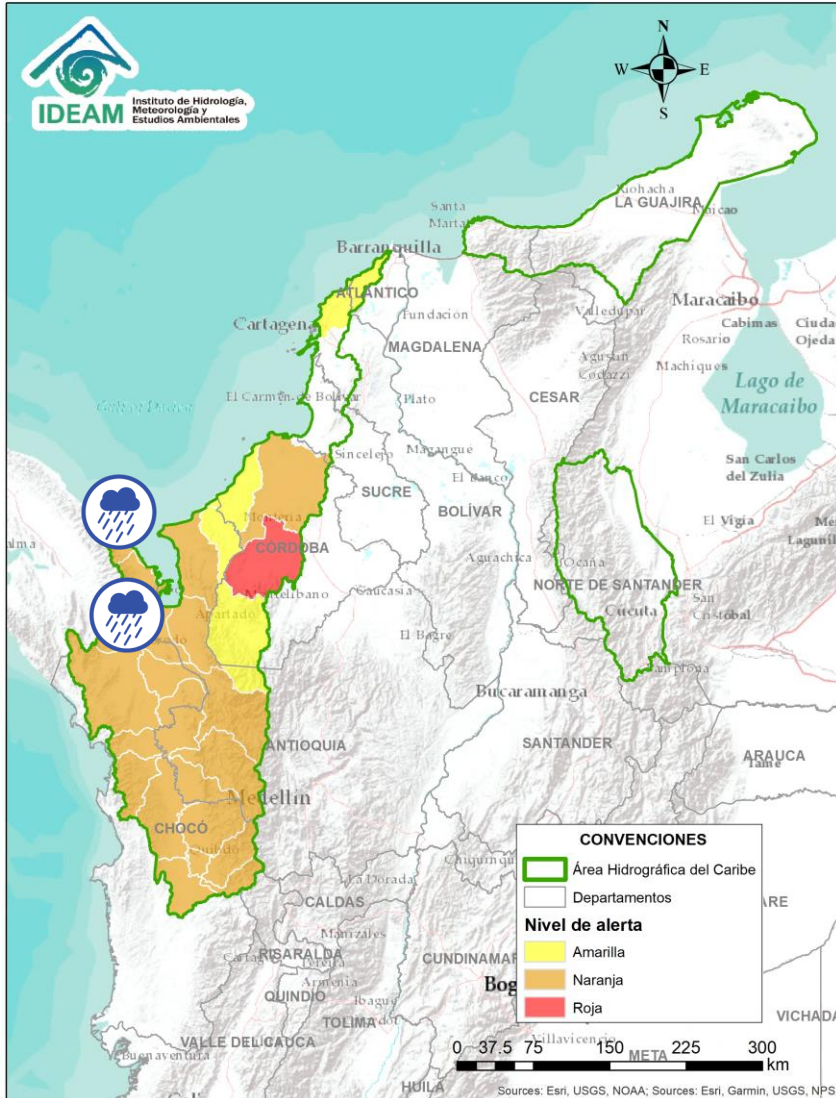 IDEAM
Instituto de Hidrología,
Meteorología y
Estudios Ambientales
N
W
E
S
Riohacha
LA GUAJIRA
Maicao
Santa
Marta
Barranquilla
ATLÁNTICO
Maracaibo
Cartagena
Fundación
Valledupar
Cabimas
Ciudad
Ojeda
Rosario
MAGDALENA
Machiques
Agustín
Codazzi
Lago de
Maracaibo
CESAR
El Carmen de Bolívar
Plato
San Carlos
del Zulia
Sincelejo
Magangue
El Banco
SUCRE
BOLÍVAR
El Vigia
Montería
CÓRDOBA
Aguachica
Ocaña
NORTE DE SANTANDER
Caucasia
Cucuta
San
Cristóbal
Apartadó
El Bagre
Pamplona
Bucaramanga
ANTIOQUIA
SANTANDER
ARAUCA
Tame
Medellín
CHOCÓ
Quibdó
CONVENCIONES
Área Hidrográfica del Caribe
Departamentos
Nivel de alerta
Amarilla
Naranja
Roja
La Dorada
CALDAS
Manizales
RISARALDA
Pereira
CUNDINAMAR
Armenia
QUINDÍO
Ibague
Bog
TOLIMA
VICHADA
VALLE DEL CAUCA
Buenaventura
Villavicencio
META
HUILA
0 37.5 75 150 225 300
km
Sources: Esri, USGS, NOAA; Sources: Esri, Garmin, USGS, NPS